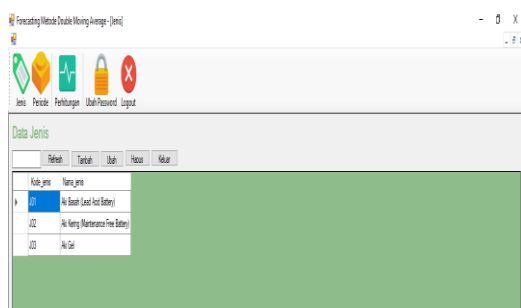 Forecasting Metode Double Moving Average - [Jenis]
Jenis Periode Perhitungan Ubah Password Logout
Data Jenis
Refresh Tambah Ubah Hapus Keluar
Kode_jenis Nama_jenis
J01 Aki Basah (Lead Acid Battery)
J02 Aki Kering (Maintenance Free Battery)
J03 Aki Gel